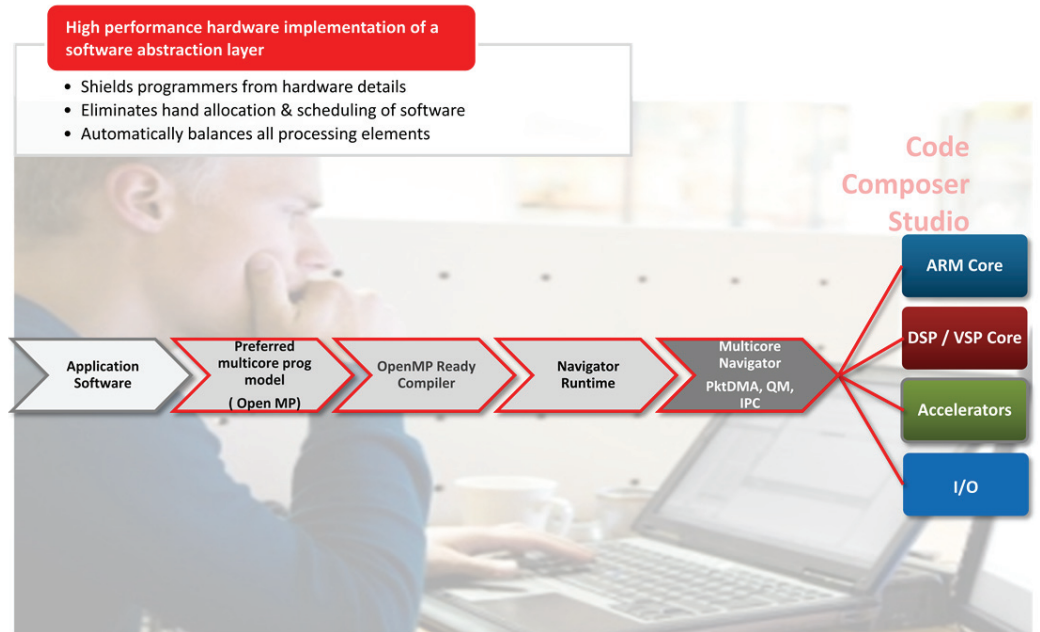 High performance hardware implementation of a
software abstraction layer
• Shields programmers from hardware details
• Eliminates hand allocation & scheduling of software
• Automatically balances all processing elements
Code
Composer
Studio
Application
Software
Preferred
multicore prog
model
( Open MP)
OpenMP Ready
Compiler
Navigator
Runtime
Multicore
Navigator
PktDMA, QM,
IPC
ARM Core
DSP / VSP Core
Accelerators
I/O